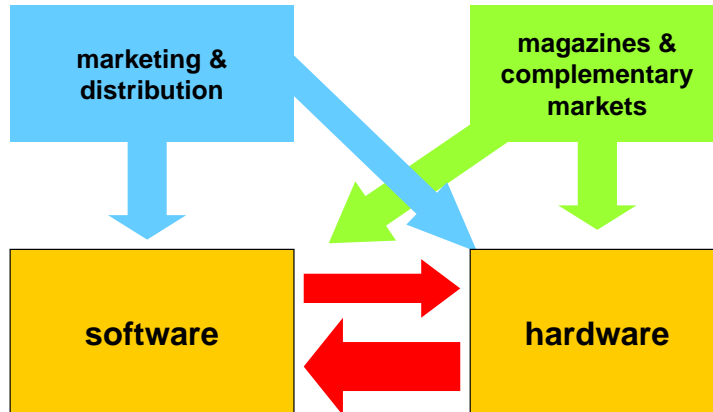 marketing &
distribution
magazines &
complementary
markets
software
hardware